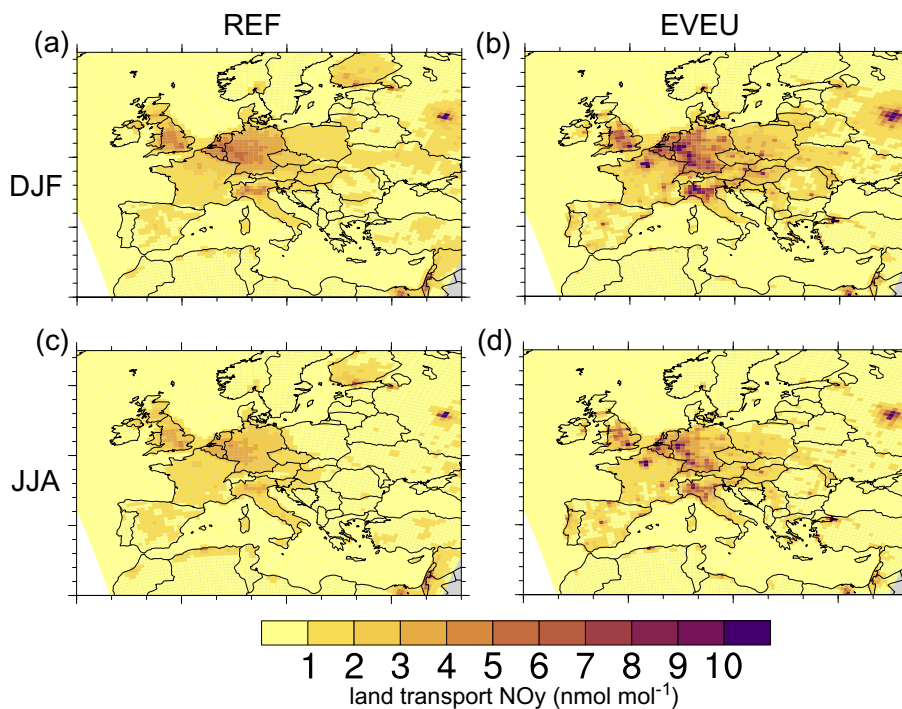 REF EVEU
(a) (b)
DJF
(c) (d)
JJA
1 2 3 4 5 6 7 8 9 10
land transport NOy (nmol mol⁻¹)